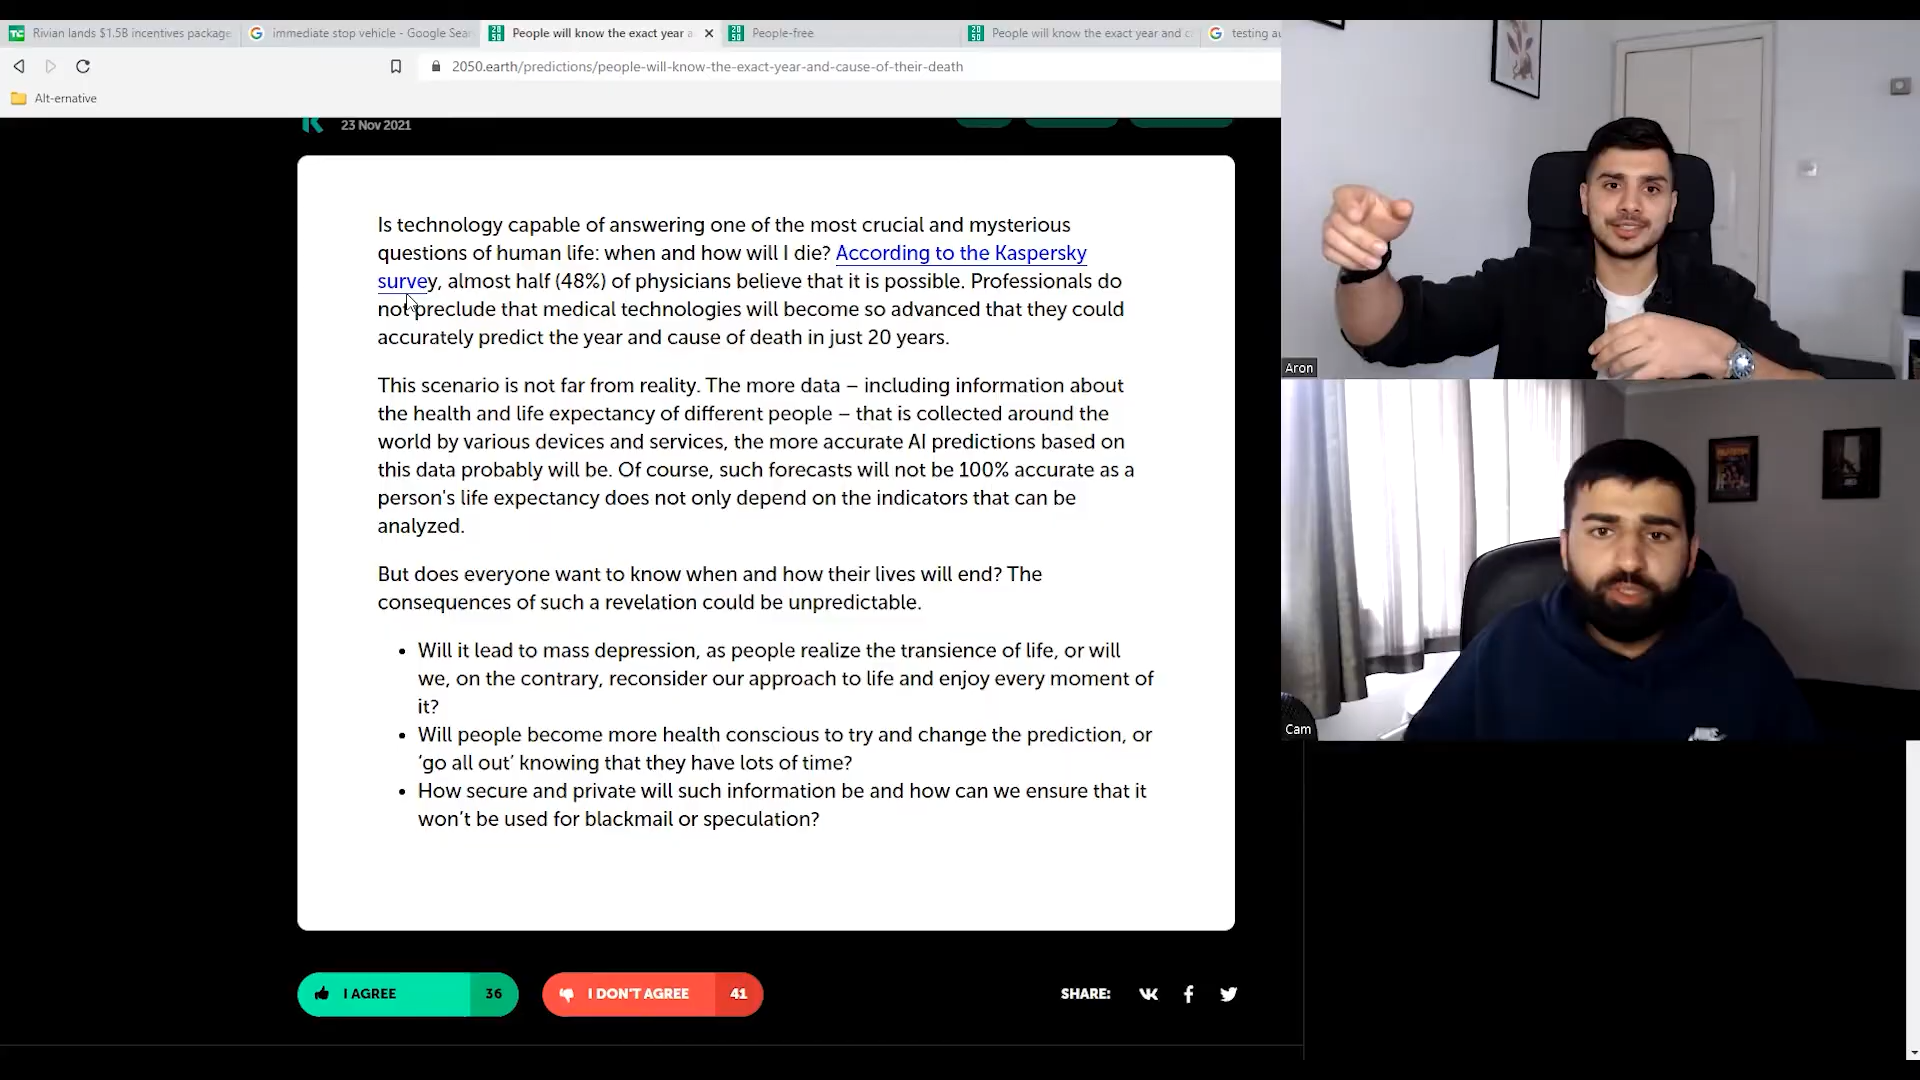 Rivian lands $1.5B incentives package
immediate stop vehicle - Google Sear
People will know the exact year a
People-free
People will know the exact year and c
testing au
2050.earth/predictions/people-will-know-the-exact-year-and-cause-of-their-death
Alt-ernative
23 Nov 2021
Is technology capable of answering one of the most crucial and mysterious
questions of human life: when and how will I die? According to the Kaspersky
survey, almost half (48%) of physicians believe that it is possible. Professionals do
not preclude that medical technologies will become so advanced that they could
accurately predict the year and cause of death in just 20 years.
This scenario is not far from reality. The more data – including information about
the health and life expectancy of different people – that is collected around the
world by various devices and services, the more accurate AI predictions based on
this data probably will be. Of course, such forecasts will not be 100% accurate as a
person's life expectancy does not only depend on the indicators that can be
analyzed.
But does everyone want to know when and how their lives will end? The
consequences of such a revelation could be unpredictable.
• Will it lead to mass depression, as people realize the transience of life, or will
we, on the contrary, reconsider our approach to life and enjoy every moment of
it?
• Will people become more health conscious to try and change the prediction, or
‘go all out’ knowing that they have lots of time?
• How secure and private will such information be and how can we ensure that it
won’t be used for blackmail or speculation?
I AGREE 36
I DON'T AGREE 41
SHARE:
Aron
Cam